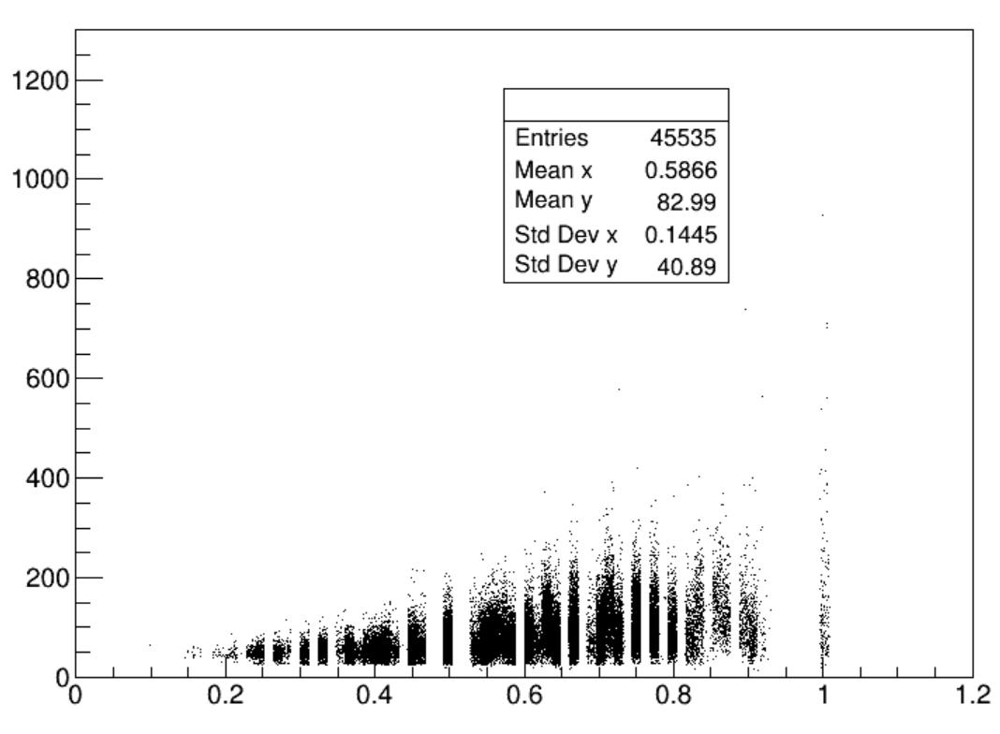 1200
1000
800
600
400
200
0
Entries 45535
Mean x 0.5866
Mean y 82.99
Std Dev x 0.1445
Std Dev y 40.89
0 0.2 0.4 0.6 0.8 1 1.2